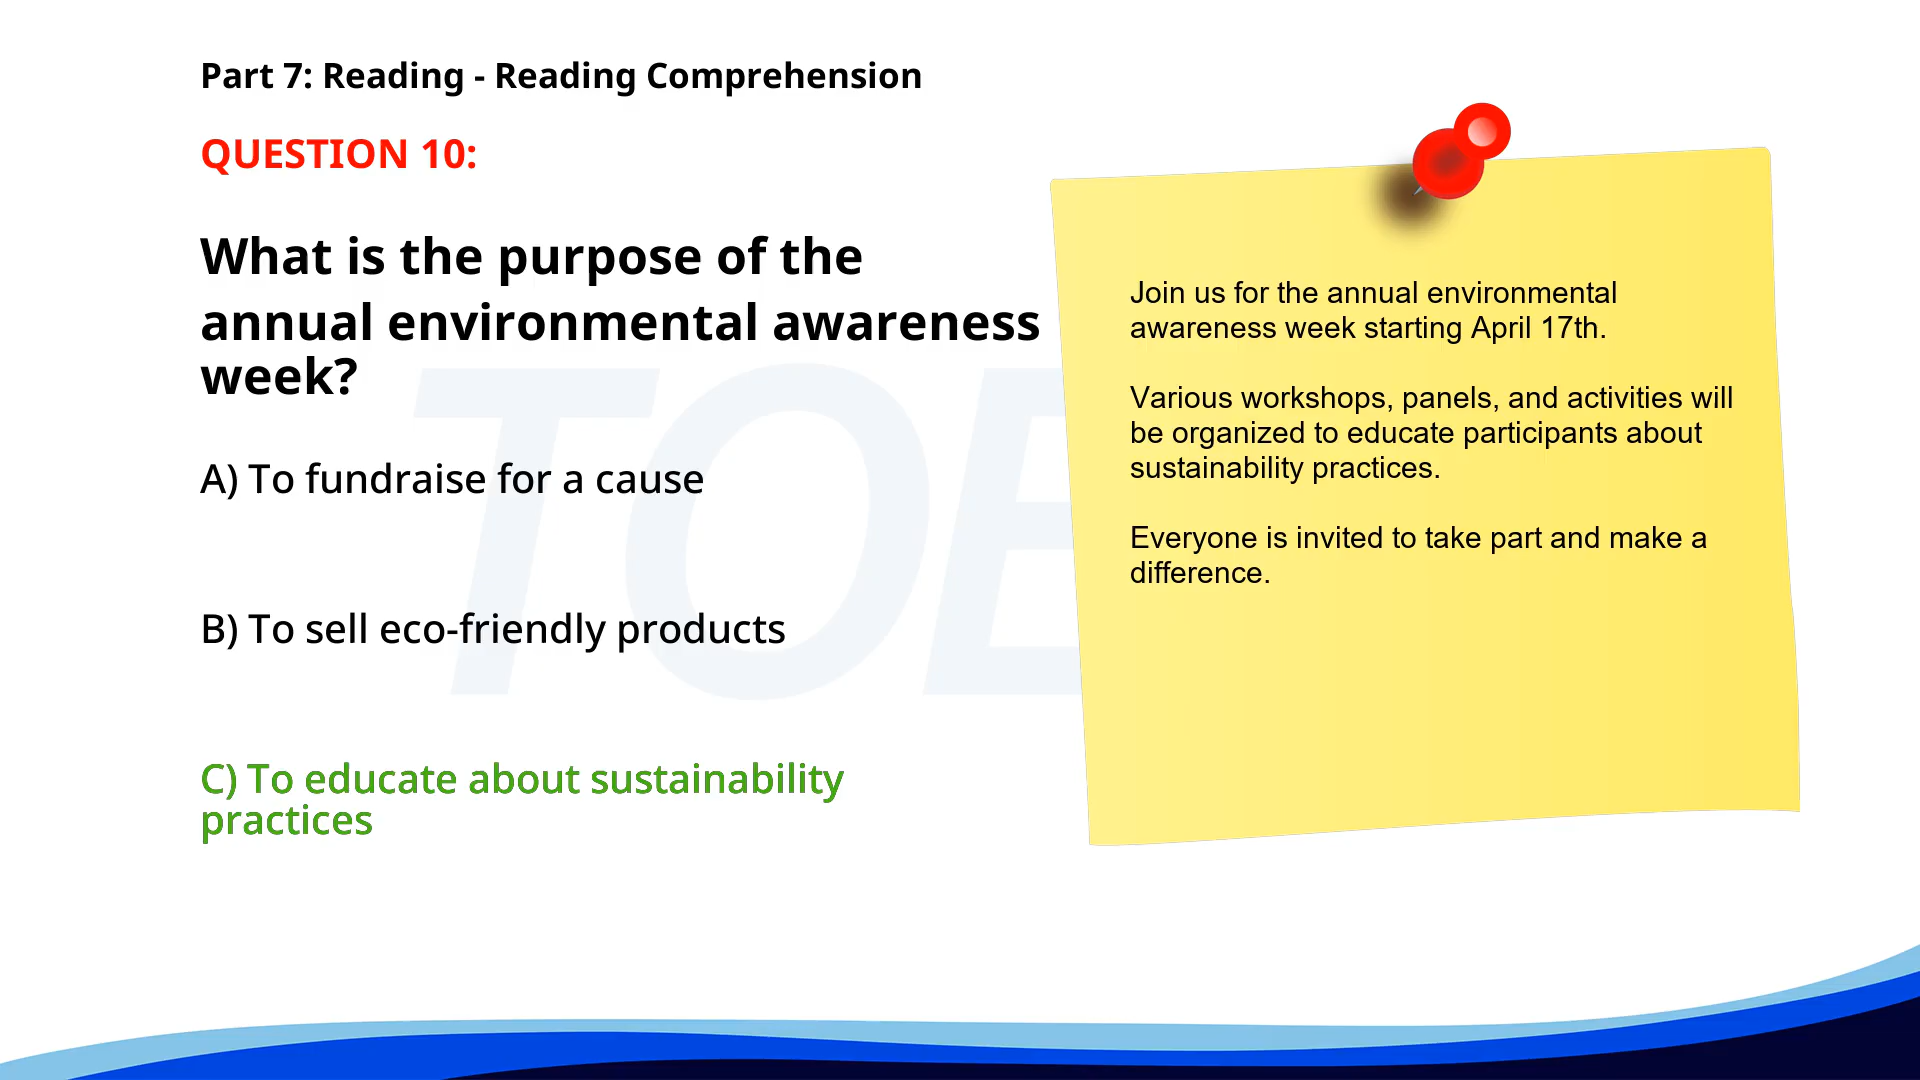 Part 7: Reading - Reading Comprehension
QUESTION 10:
What is the purpose of the
annual environmental awareness
week?
A) To fundraise for a cause
B) To sell eco-friendly products
C) To educate about sustainability
practices
Join us for the annual environmental
awareness week starting April 17th.
Various workshops, panels, and activities will
be organized to educate participants about
sustainability practices.
Everyone is invited to take part and make a
difference.